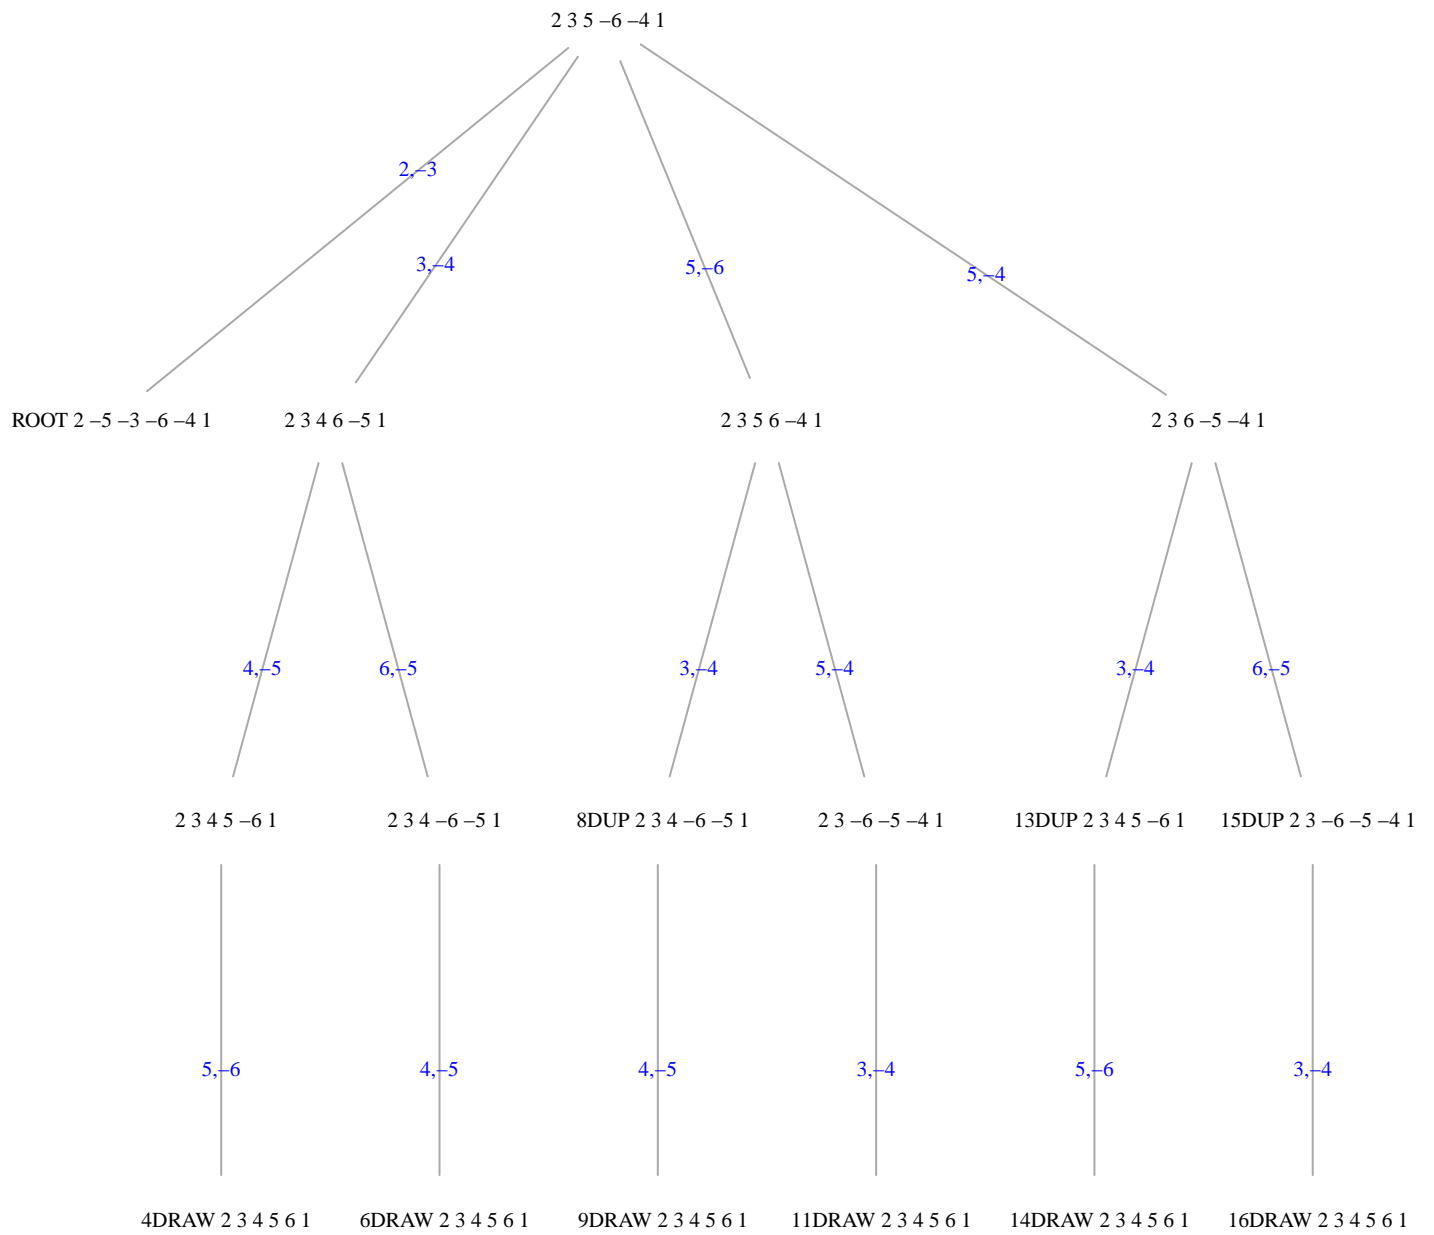 2 3 5 –6 –4 1
2,–3
3,–4
5,–6
5,–4
ROOT 2 –5 –3 –6 –4 1
2 3 4 6 –5 1
2 3 5 6 –4 1
2 3 6 –5 –4 1
4,–5
6,–5
3,–4
5,–4
3,–4
6,–5
2 3 4 5 –6 1
2 3 4 –6 –5 1
8DUP 2 3 4 –6 –5 1
2 3 –6 –5 –4 1
13DUP 2 3 4 5 –6 1
15DUP 2 3 –6 –5 –4 1
5,–6
4,–5
4,–5
3,–4
5,–6
3,–4
4DRAW 2 3 4 5 6 1
6DRAW 2 3 4 5 6 1
9DRAW 2 3 4 5 6 1
11DRAW 2 3 4 5 6 1
14DRAW 2 3 4 5 6 1
16DRAW 2 3 4 5 6 1